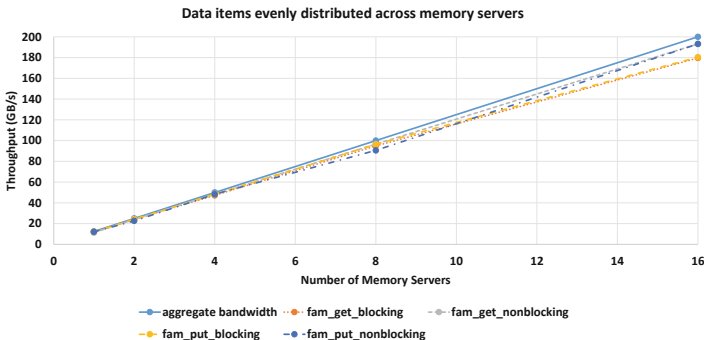 Data items evenly distributed across memory servers
Throughput (GB/s)
200
180
160
140
120
100
80
60
40
20
0
0 2 4 6 8 10 12 14 16
Number of Memory Servers
aggregate bandwidth fam_get_blocking fam_get_nonblocking
fam_put_blocking fam_put_nonblocking